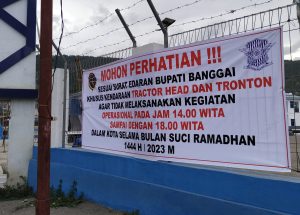 MOHON PERHATIAN !!!
SESUAI SURAT EDARAN BUPATI BANGGAI
KHUSUS KENDARAAN TRACTOR HEAD DAN TRONTON
AGAR TIDAK MELAKSANAKAN KEGIATAN
OPERASIONAL PADA JAM 14.00 WITA
SAMPAI DENGAN 18.00 WITA
DALAM KOTA SELAMA BULAN SUCI RAMADHAN
1444 H | 2023 M